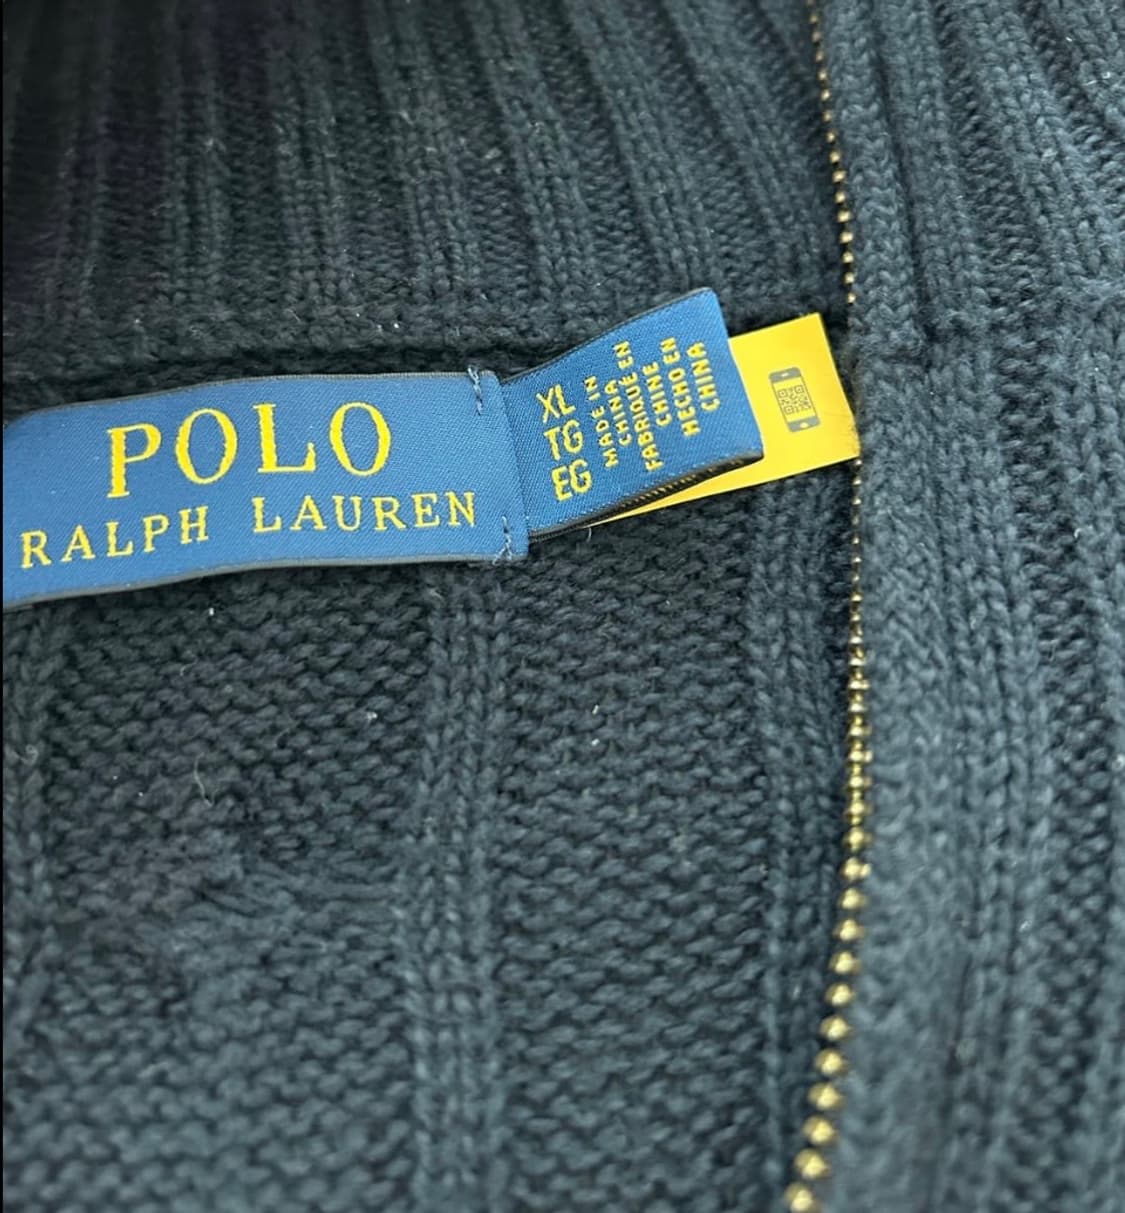 POLO
RALPH LAUREN
XL
TG
EG
MADE IN
CHINA
FABRIQUÉ EN
CHINE
HECHO EN
CHINA